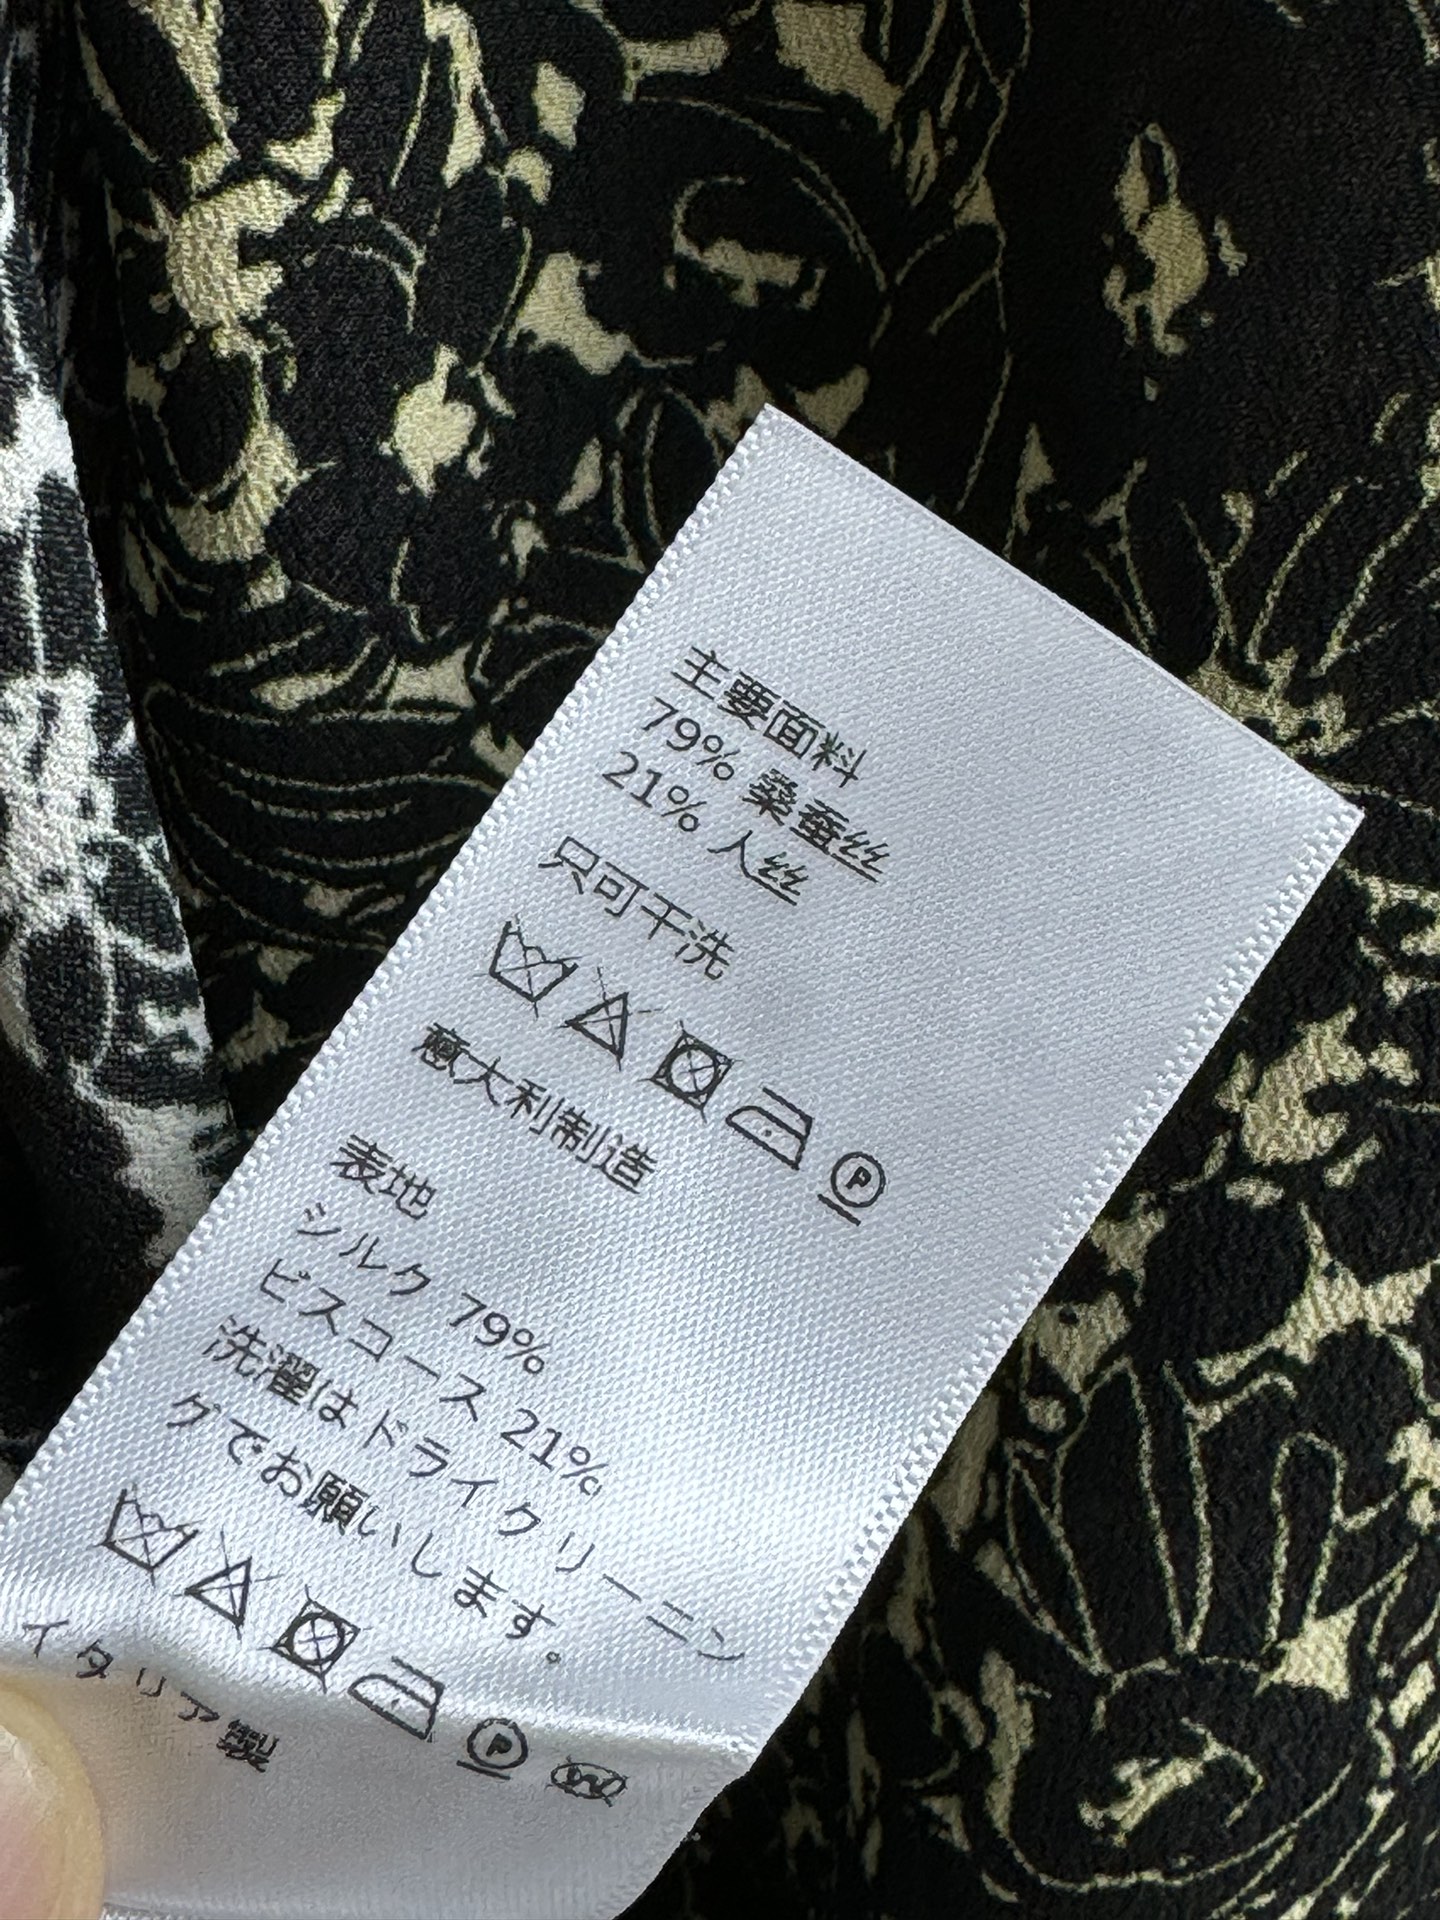 主要面料
79% 桑蚕丝
21% 人丝
只可干洗
P
意大利制造
表地
シルク 79%
ビスコース 21%
洗濯はドライクリーニン
グでお願いします。
P
イタリア製